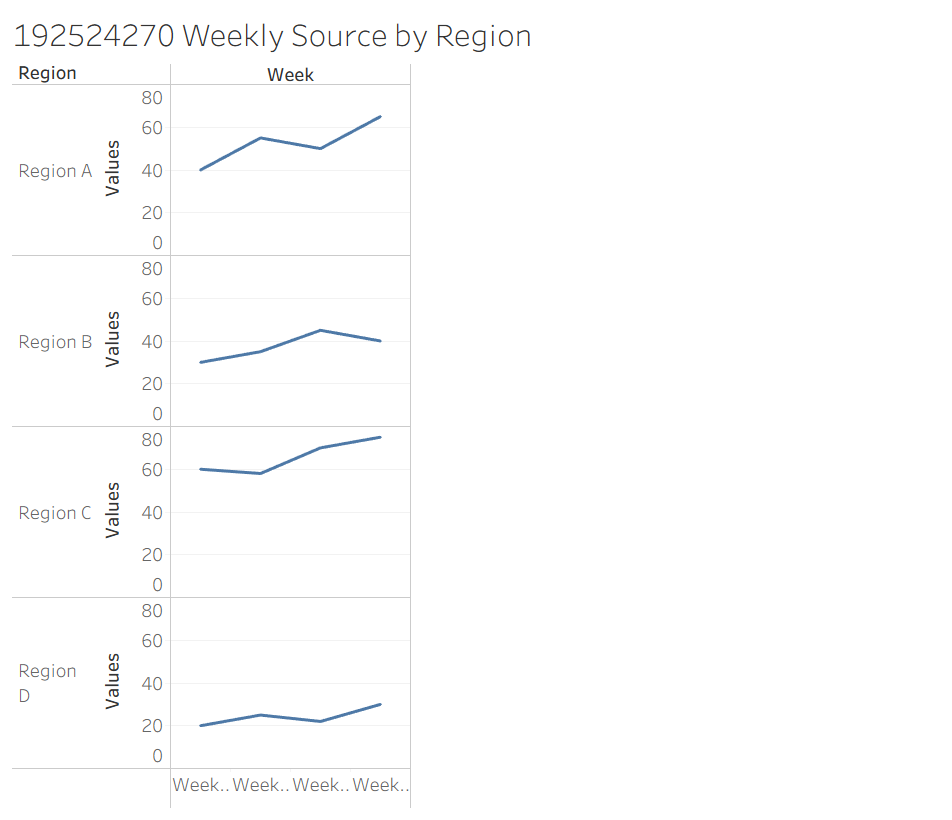 192524270 Weekly Source by Region
Region
Week
80
60
40
20
0
Values
Region A
80
60
40
20
0
Values
Region B
80
60
40
20
0
Values
Region C
80
60
40
20
0
Values
Region
D
Week.. Week.. Week.. Week..